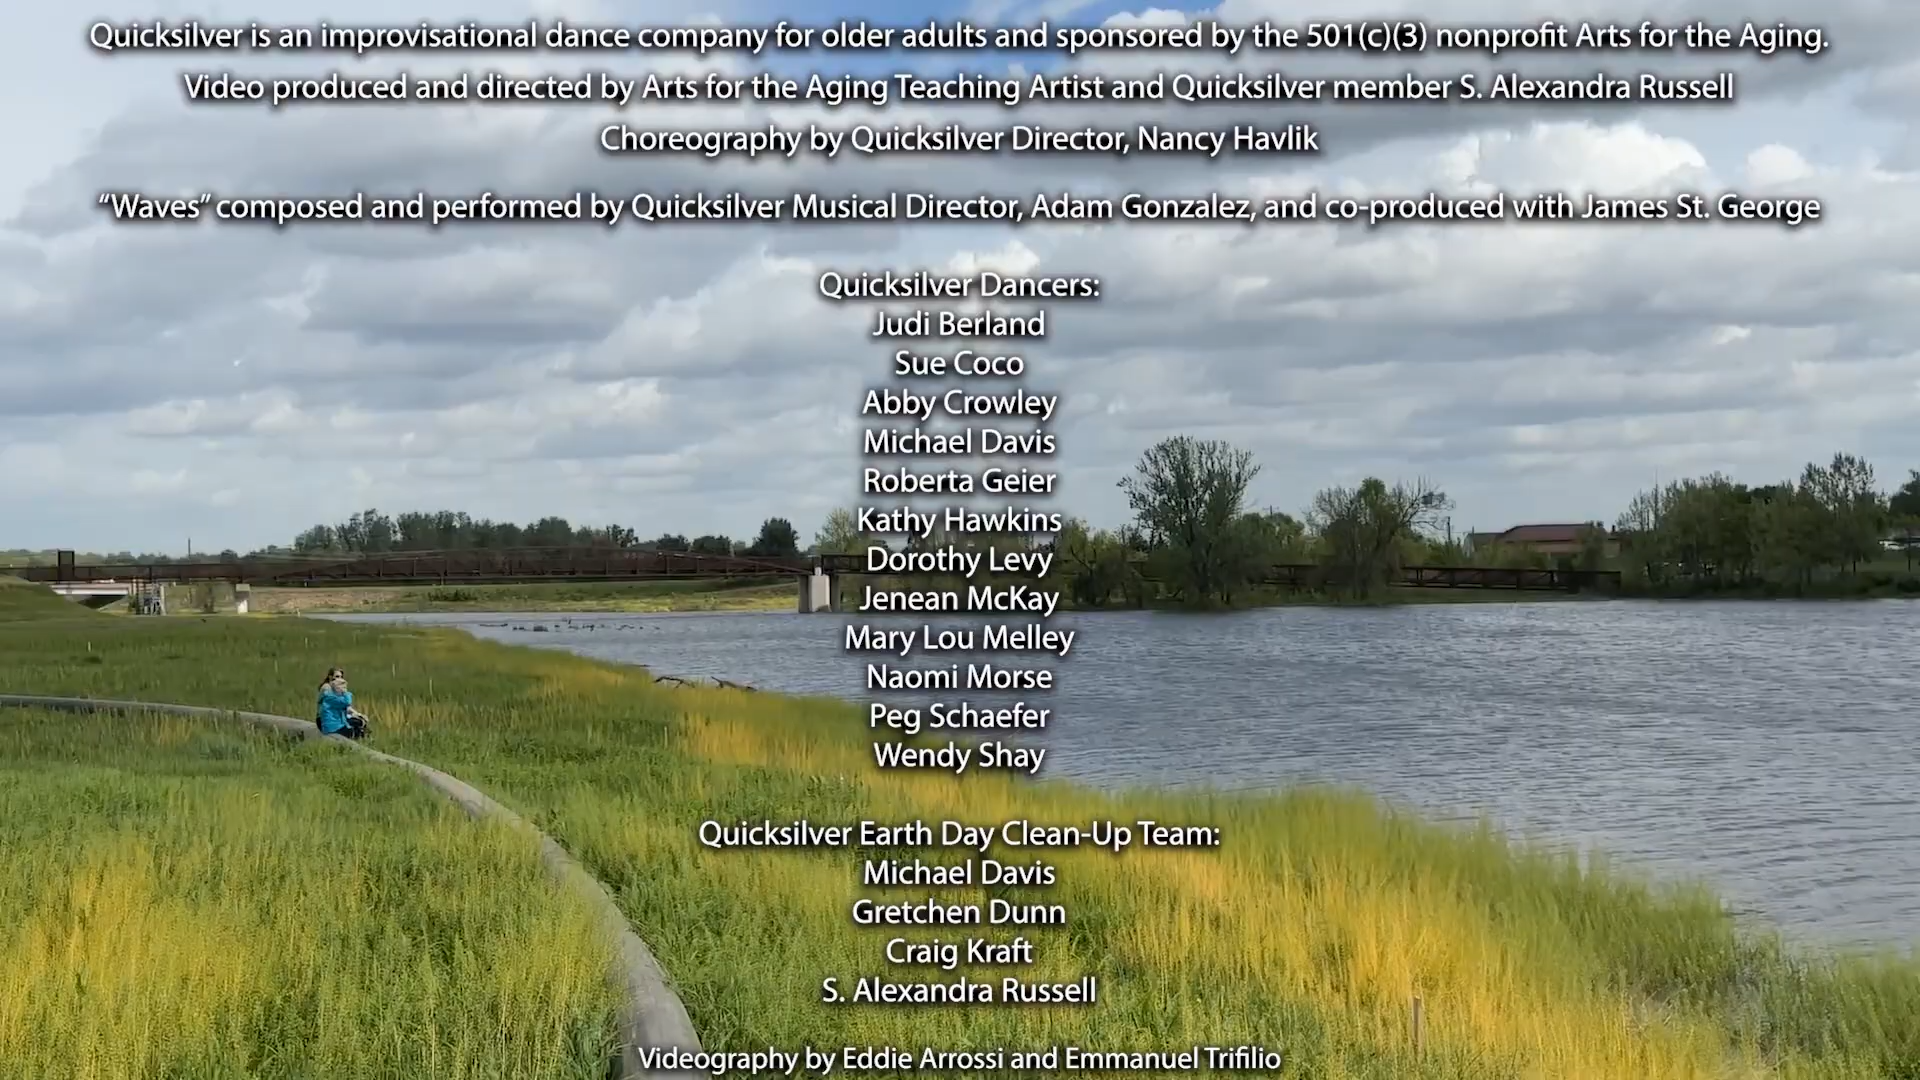 Quicksilver is an improvisational dance company for older adults and sponsored by the 501(c)(3) nonprofit Arts for the Aging.
Video produced and directed by Arts for the Aging Teaching Artist and Quicksilver member S. Alexandra Russell
Choreography by Quicksilver Director, Nancy Havlik
“Waves” composed and performed by Quicksilver Musical Director, Adam Gonzalez, and co-produced with James St. George
Quicksilver Dancers:
Judi Berland
Sue Coco
Abby Crowley
Michael Davis
Roberta Geier
Kathy Hawkins
Dorothy Levy
Jenean McKay
Mary Lou Melley
Naomi Morse
Peg Schaefer
Wendy Shay
Quicksilver Earth Day Clean-Up Team:
Michael Davis
Gretchen Dunn
Craig Kraft
S. Alexandra Russell
Videography by Eddie Arrossi and Emmanuel Trifilio